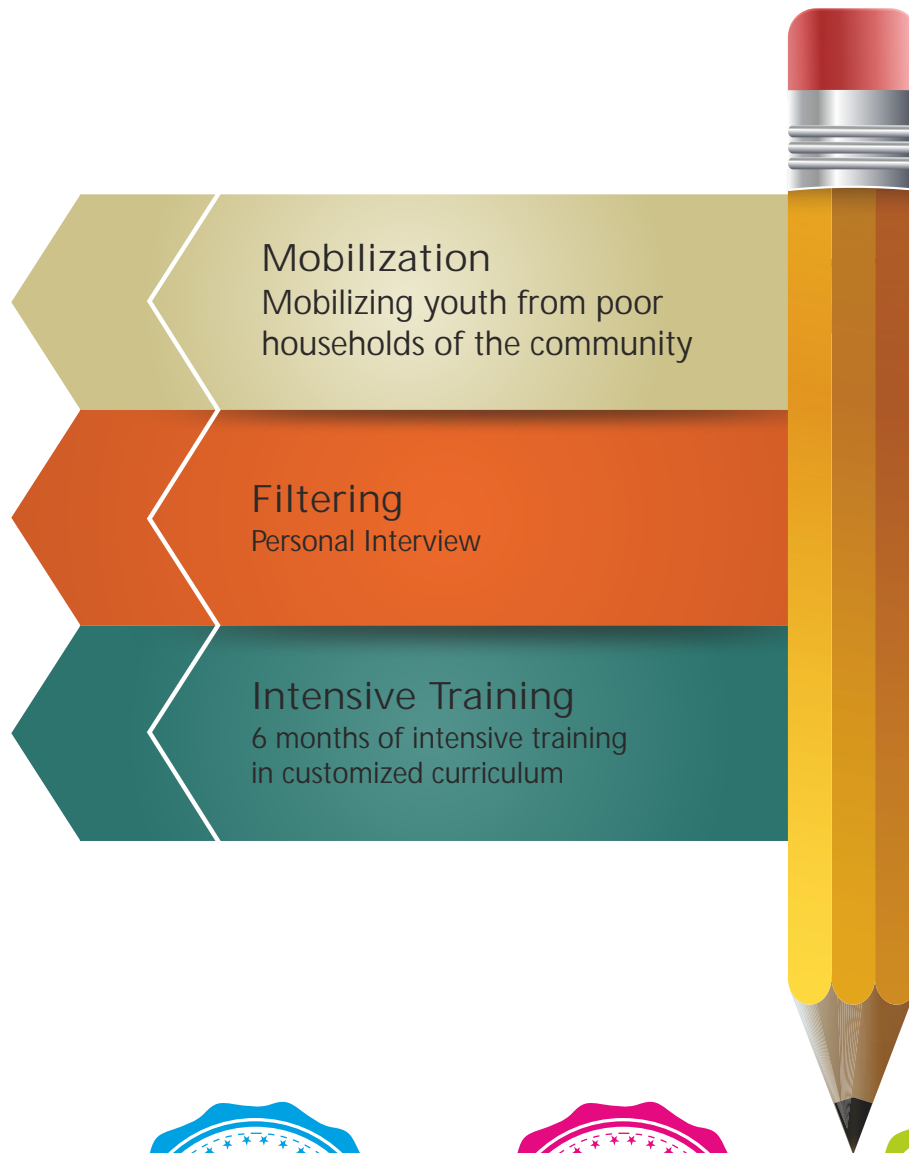 Mobilization
Mobilizing youth from poor
households of the community
Filtering
Personal Interview
Intensive Training
6 months of intensive training
in customized curriculum